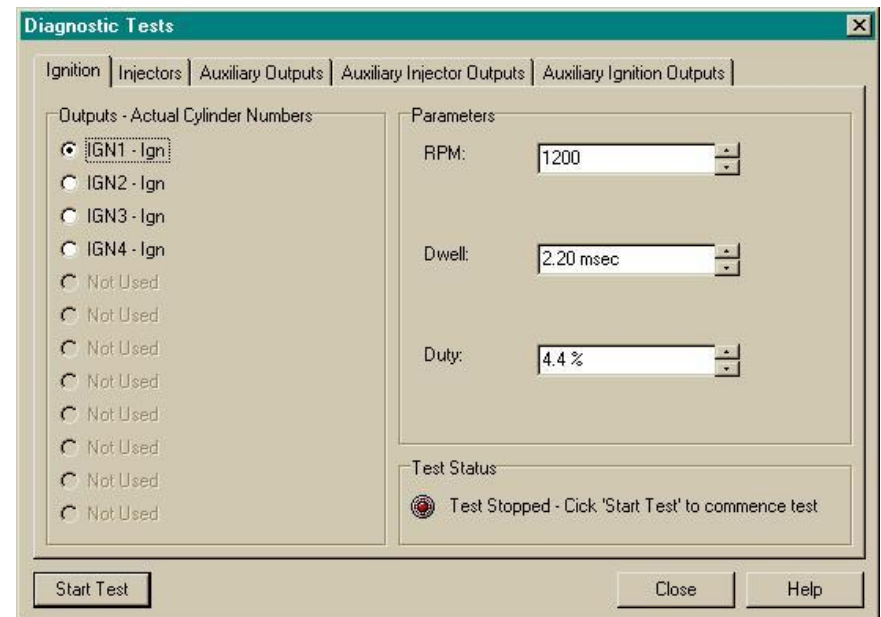 Diagnostic Tests
Ignition
Injectors
Auxiliary Outputs
Auxiliary Injector Outputs
Auxiliary Ignition Outputs
Outputs - Actual Cylinder Numbers
IGN1 - Ign
IGN2 - Ign
IGN3 - Ign
IGN4 - Ign
Not Used
Not Used
Not Used
Not Used
Not Used
Not Used
Not Used
Not Used
Parameters
RPM:
1200
Dwell:
2.20 msec
Duty:
4.4 %
Test Status
Test Stopped - Cick 'Start Test' to commence test
Start Test
Close
Help